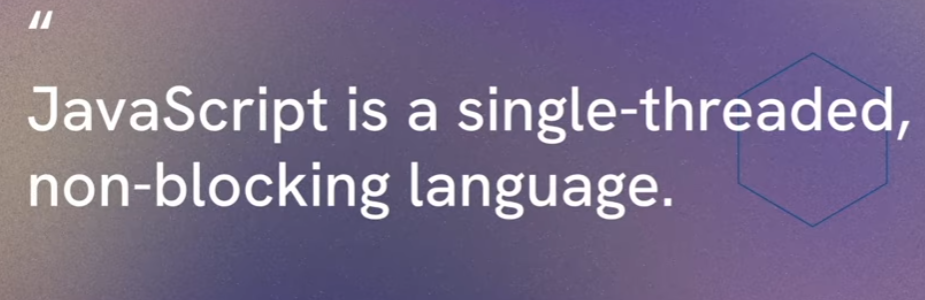 “
JavaScript is a single-threaded,
non-blocking language.